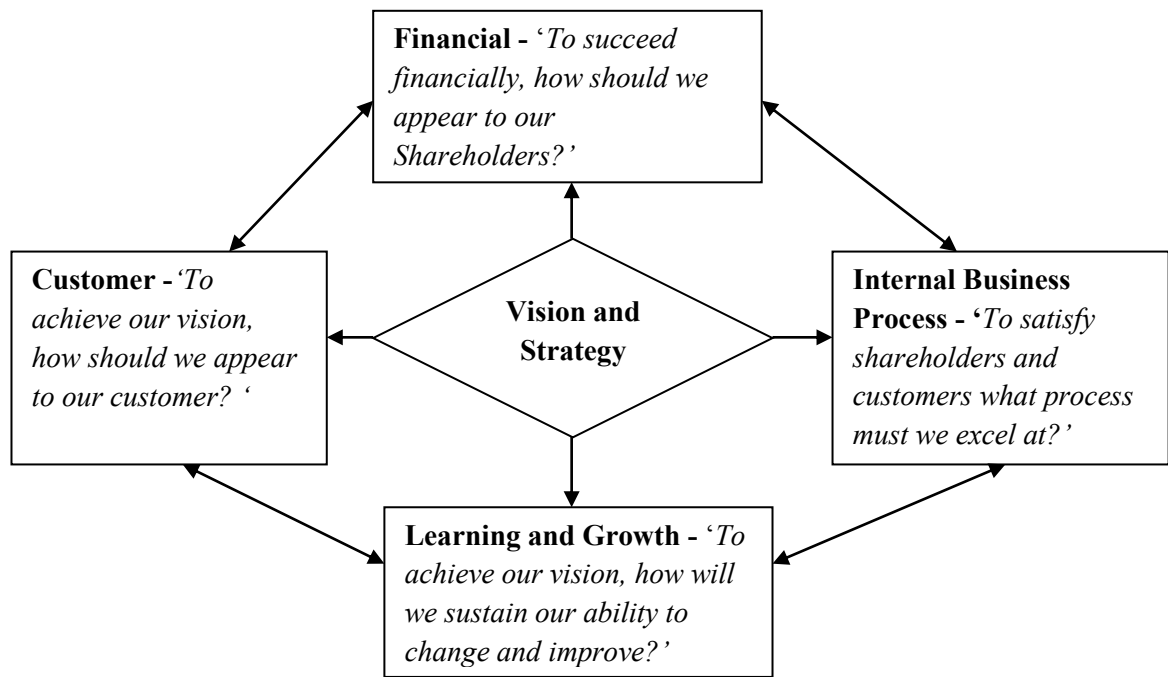 Financial - ‘To succeed
financially, how should we
appear to our
Shareholders?’
Customer -‘To
achieve our vision,
how should we appear
to our customer? ‘
Vision and
Strategy
Internal Business
Process - ‘To satisfy
shareholders and
customers what process
must we excel at?’
Learning and Growth - ‘To
achieve our vision, how will
we sustain our ability to
change and improve?’